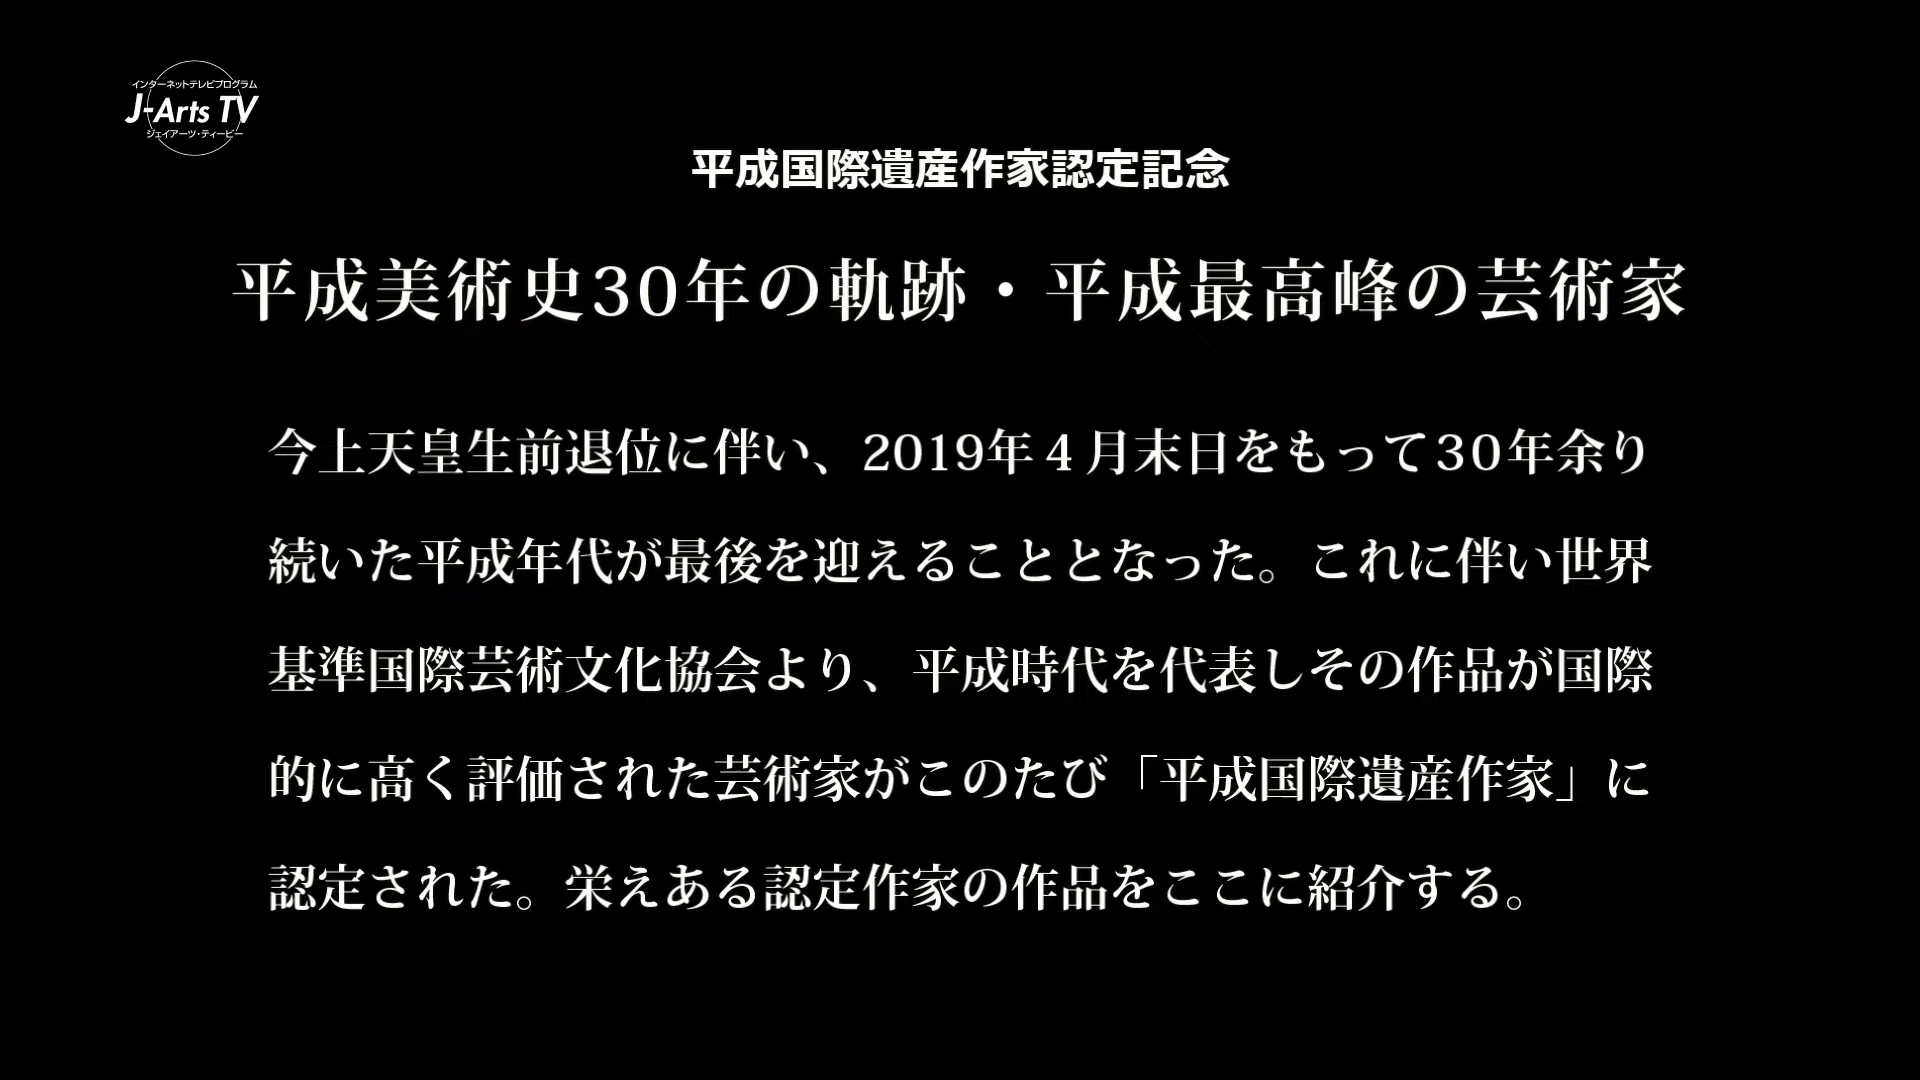 インターネットテレビプログラム
J-Arts TV
ジェイアーツ・ティービー
平成国際遺産作家認定記念
平成美術史30年の軌跡・平成最高峰の芸術家
今上天皇生前退位に伴い、2019年４月末日をもって30年余り
続いた平成年代が最後を迎えることとなった。これに伴い世界
基準国際芸術文化協会より、平成時代を代表しその作品が国際
的に高く評価された芸術家がこのたび「平成国際遺産作家」に
認定された。栄えある認定作家の作品をここに紹介する。